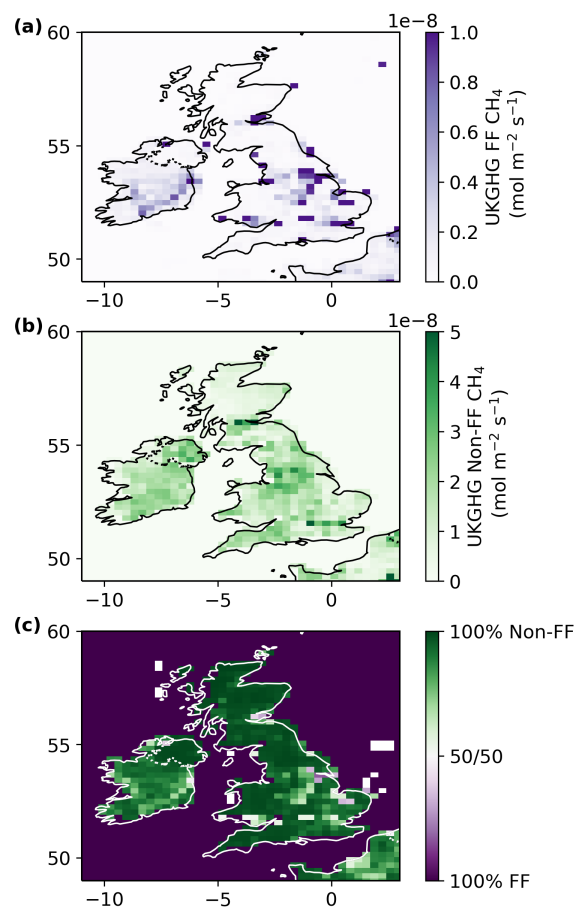 (a)
1e−8
60
55
50
−10
−5
0
1.0
0.8
0.6
0.4
0.2
0.0
UKGHG FF CH₄
(mol m⁻² s⁻¹)
(b)
1e−8
60
55
50
−10
−5
0
5
4
3
2
1
0
UKGHG Non-FF CH₄
(mol m⁻² s⁻¹)
(c)
60
55
50
−10
−5
0
100% Non-FF
50/50
100% FF